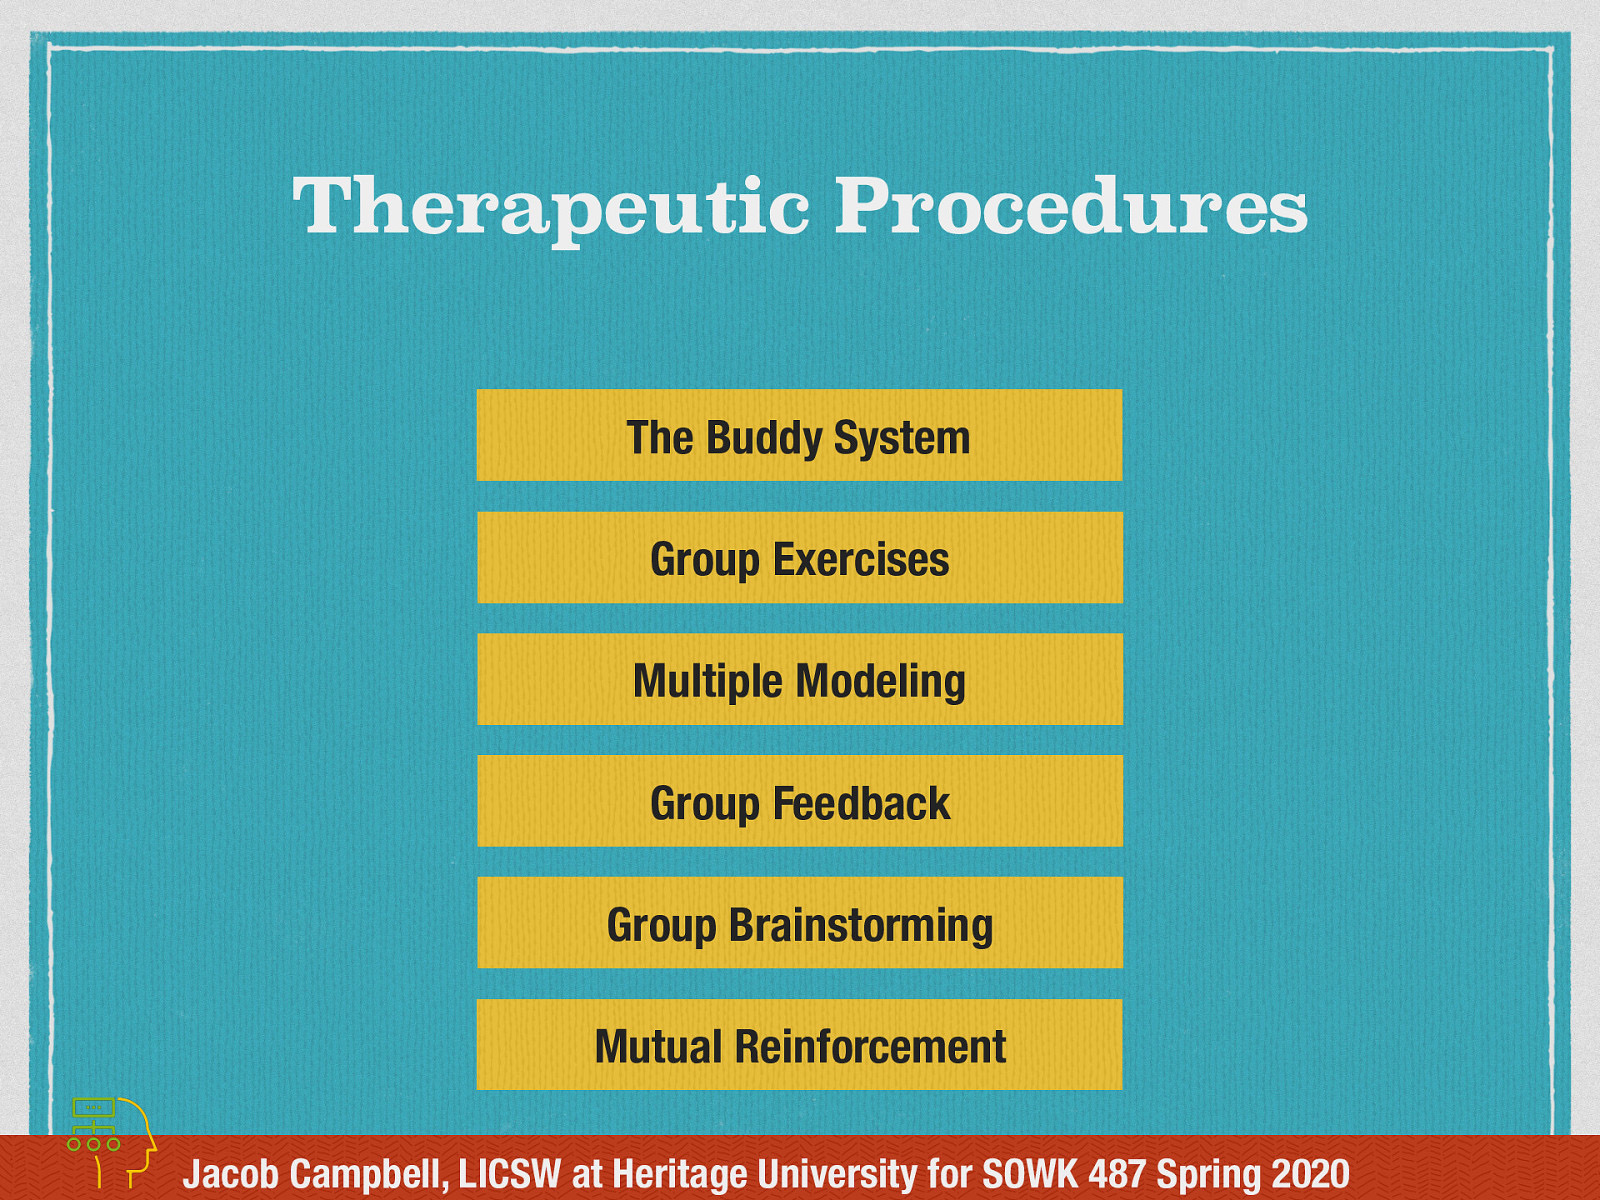 Therapeutic Procedures
The Buddy System
Group Exercises
Multiple Modeling
Group Feedback
Group Brainstorming
Mutual Reinforcement
Jacob Campbell, LICSW at Heritage University for SOWK 487 Spring 2020